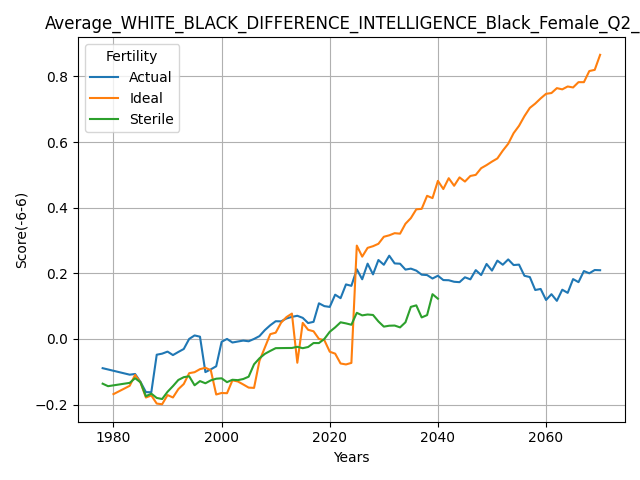 Average_WHITE_BLACK_DIFFERENCE_INTELLIGENCE_Black_Female_Q2_
Fertility
Actual
Ideal
Sterile
Score(-6-6)
0.8
0.6
0.4
0.2
0.0
−0.2
1980 2000 2020 2040 2060
Years